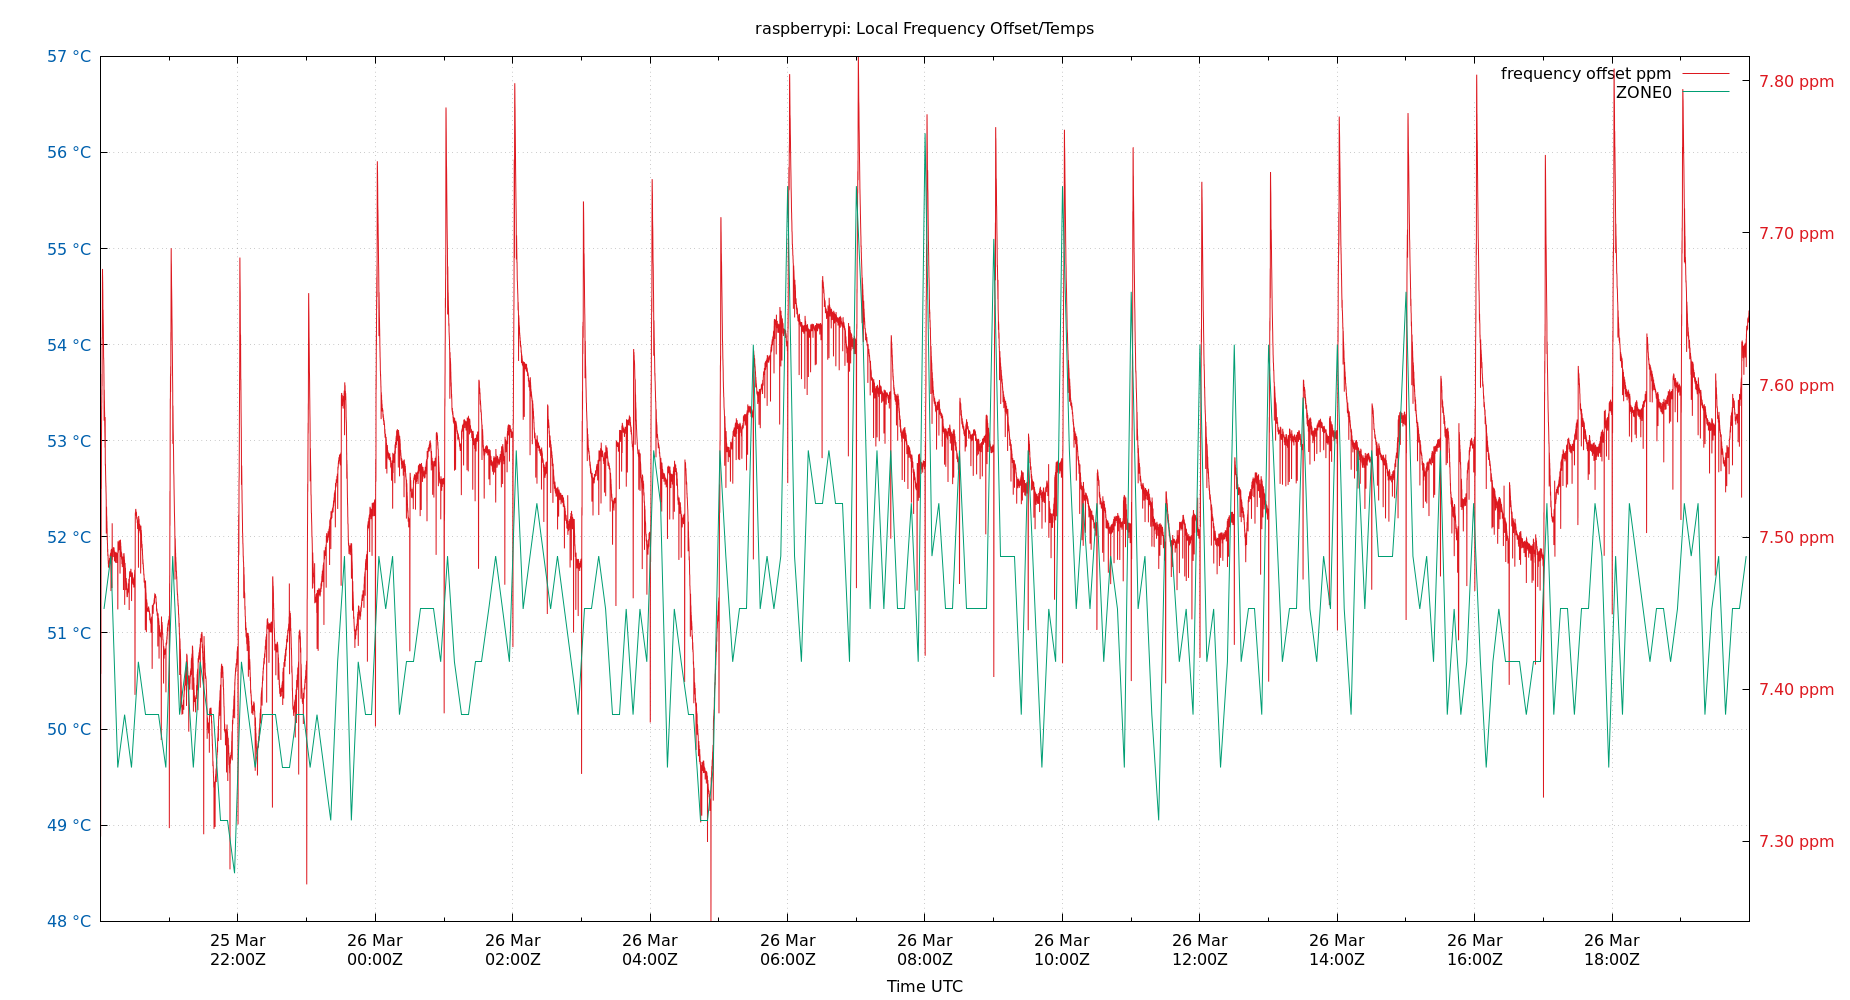 raspberrypi: Local Frequency Offset/Temps
frequency offset ppm
ZONE0
57 °C
56 °C
55 °C
54 °C
53 °C
52 °C
51 °C
50 °C
49 °C
48 °C
7.80 ppm
7.70 ppm
7.60 ppm
7.50 ppm
7.40 ppm
7.30 ppm
25 Mar 26 Mar 26 Mar 26 Mar 26 Mar 26 Mar 26 Mar 26 Mar 26 Mar 26 Mar 26 Mar
22:00Z 00:00Z 02:00Z 04:00Z 06:00Z 08:00Z 10:00Z 12:00Z 14:00Z 16:00Z 18:00Z
Time UTC